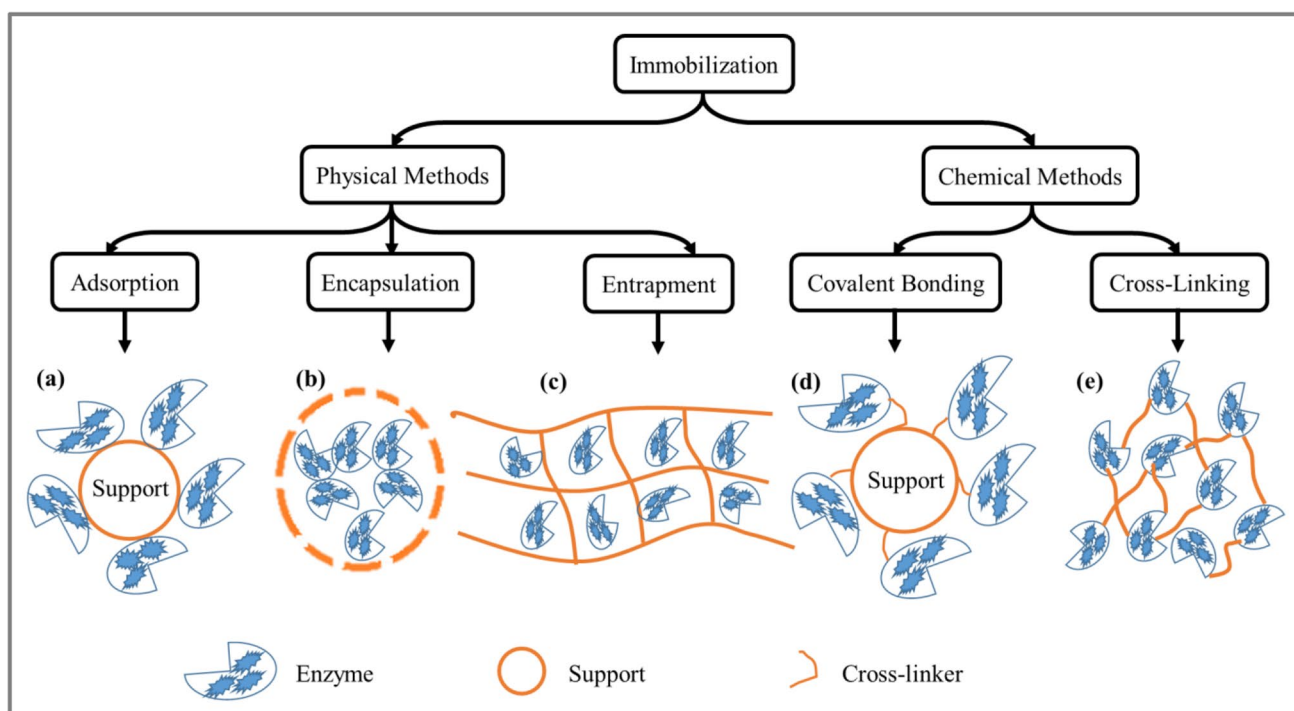 Immobilization
Physical Methods
Chemical Methods
Adsorption
Encapsulation
Entrapment
Covalent Bonding
Cross-Linking
(a)
(b)
(c)
(d)
(e)
Support
Support
Enzyme
Support
Cross-linker